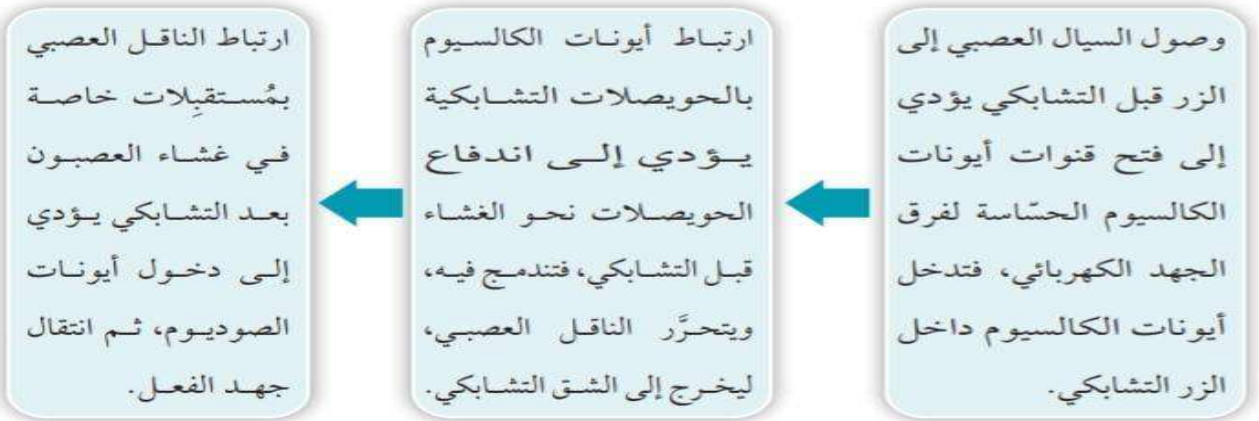 وصول السيال العصبي إلى
الزر قبل التشابكي يؤدي
إلى فتح قنوات أيونات
الكالسيوم الحسّاسة لفرق
الجهد الكهربائي، فتدخل
أيونات الكالسيوم داخل
الزر التشابكي.
ارتباط أيونات الكالسيوم
بالحويصلات التشابكية
يؤدي إلى اندفاع
الحويصلات نحو الغشاء
قبل التشابكي، فتندمج فيه،
ويتحرَّر الناقل العصبي،
ليخرج إلى الشق التشابكي.
ارتباط الناقل العصبي
بمُستقبِلات خاصة
في غشاء العصبون
بعد التشابكي يؤدي
إلى دخول أيونات
الصوديوم، ثم انتقال
جهد الفعل.